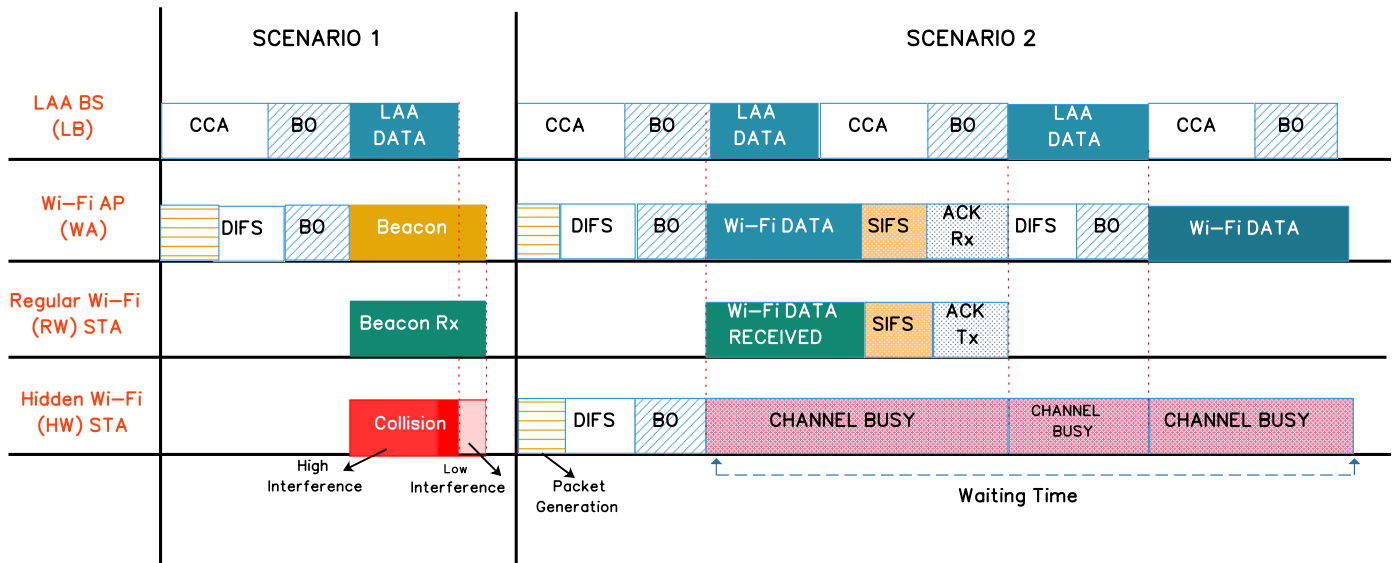 SCENARIO 1
SCENARIO 2
LAA BS
(LB)
CCA
BO
LAA
DATA
CCA
BO
LAA
DATA
CCA
BO
LAA
DATA
CCA
BO
Wi-Fi AP
(WA)
DIFS
BO
Beacon
DIFS
BO
Wi-Fi DATA
SIFS
ACK
Rx
DIFS
BO
Wi-Fi DATA
Regular Wi-Fi
(RW) STA
Beacon Rx
Wi-Fi DATA
RECEIVED
SIFS
ACK
Tx
Hidden Wi-Fi
(HW) STA
Collision
DIFS
BO
CHANNEL BUSY
CHANNEL
BUSY
CHANNEL BUSY
High
Interference
Low
Interference
Packet
Generation
Waiting Time